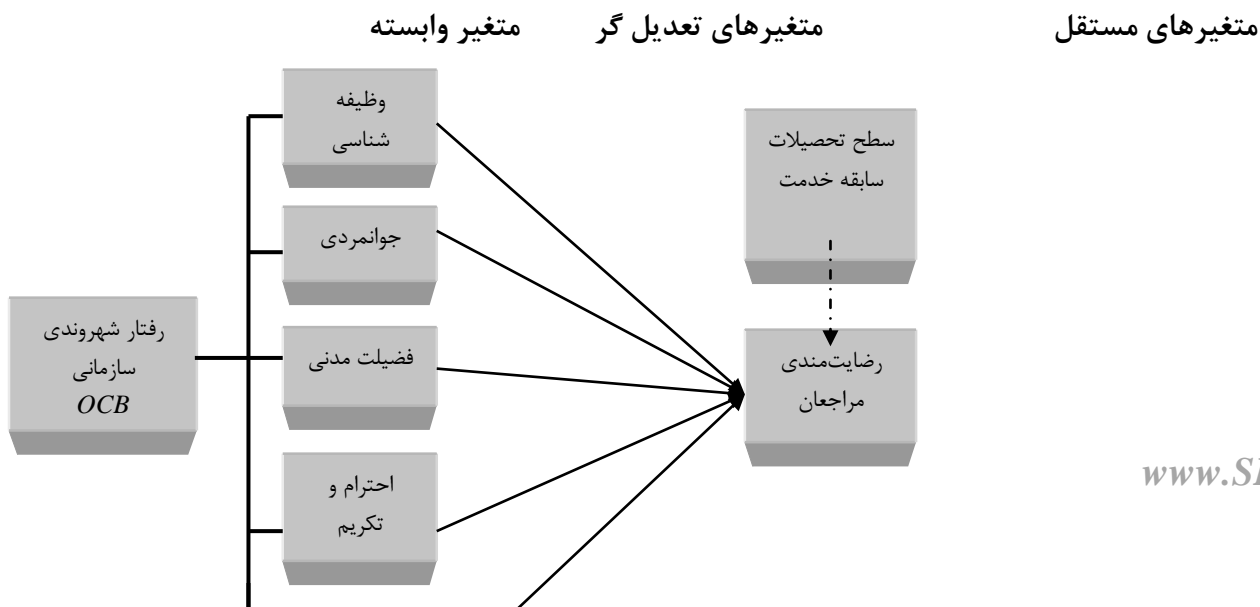 متغیرهای مستقل
متغیرهای تعدیل گر
متغیر وابسته
وظیفه
شناسی
سطح تحصیلات
سابقه خدمت
جوانمردی
رفتار شهروندی
سازمانی
OCB
فضیلت مدنی
رضایت‌مندی
مراجعان
احترام و
تکریم